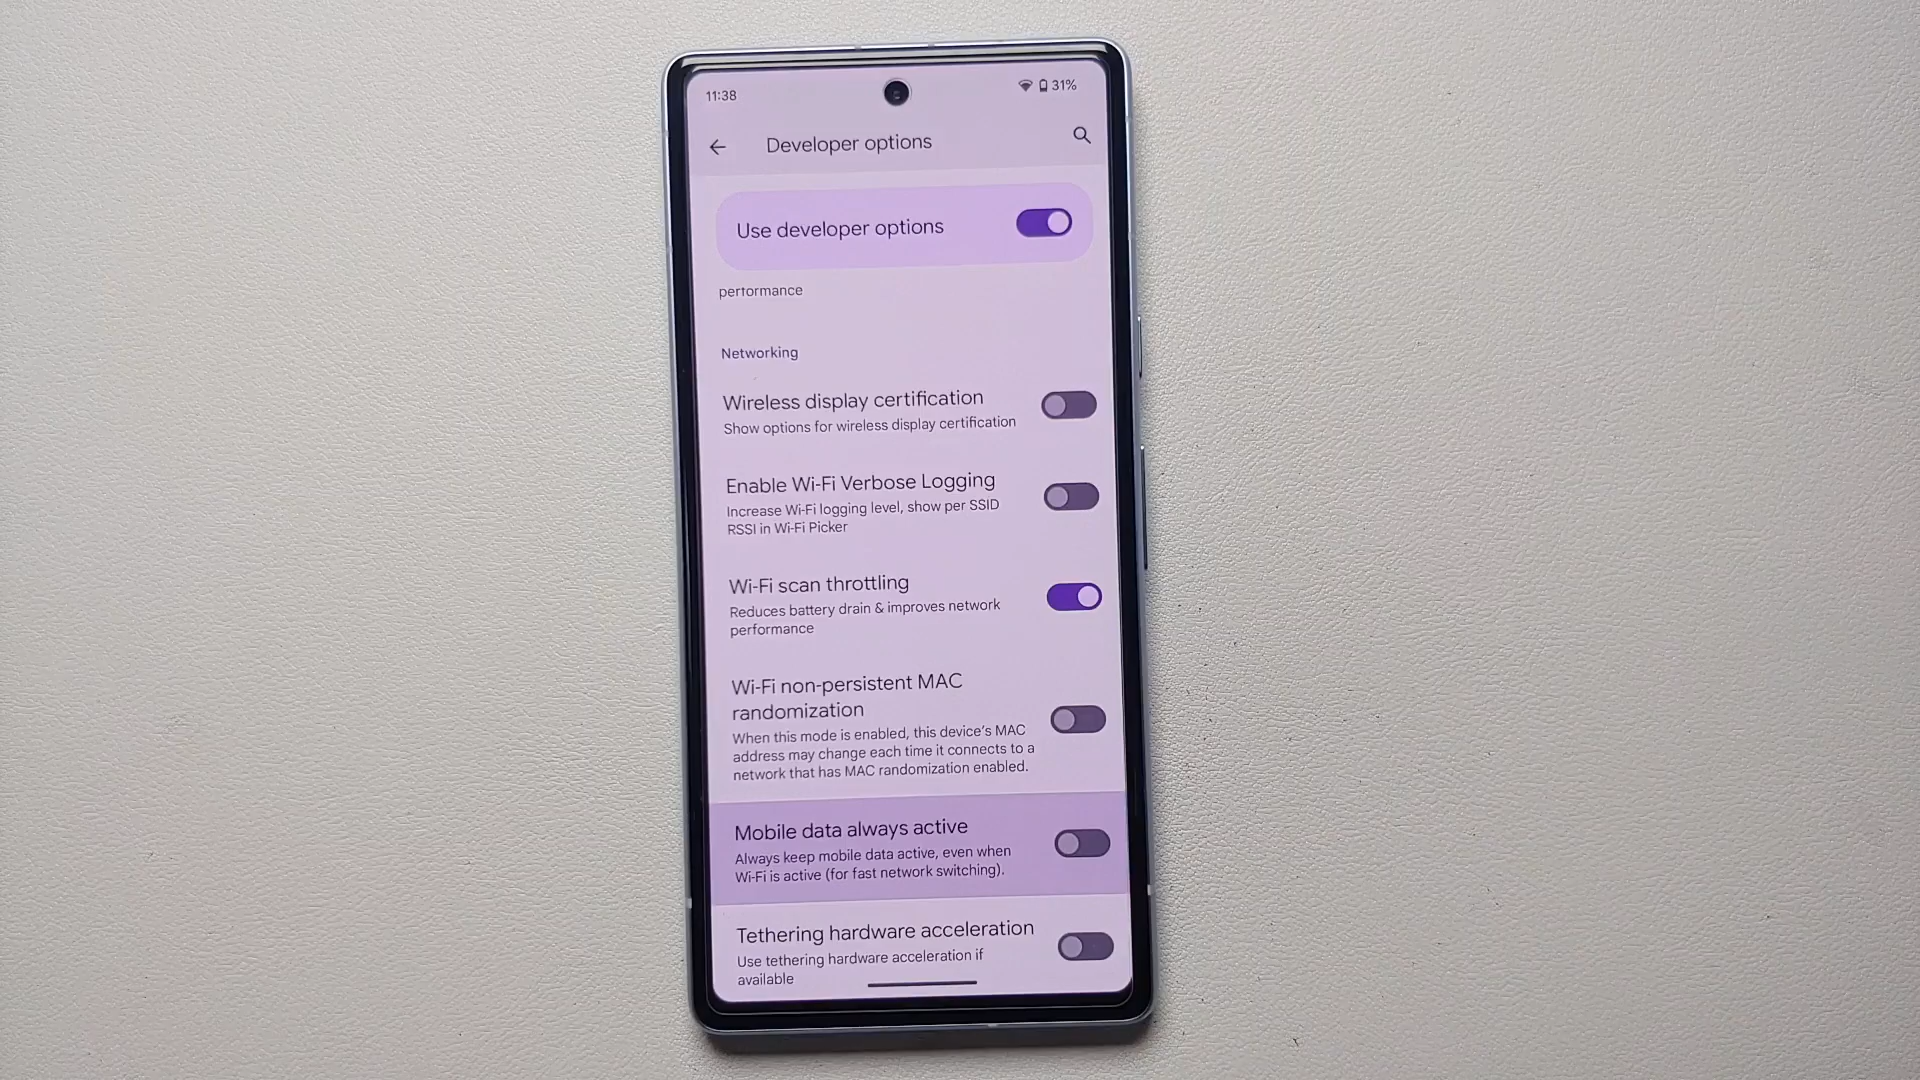 11:38
31%
Developer options
Use developer options
performance
Networking
Wireless display certification
Show options for wireless display certification
Enable Wi-Fi Verbose Logging
Increase Wi-Fi logging level, show per SSID
RSSI in Wi-Fi Picker
Wi-Fi scan throttling
Reduces battery drain & improves network
performance
Wi-Fi non-persistent MAC
randomization
When this mode is enabled, this device's MAC
address may change each time it connects to a
network that has MAC randomization enabled.
Mobile data always active
Always keep mobile data active, even when
Wi-Fi is active (for fast network switching).
Tethering hardware acceleration
Use tethering hardware acceleration if
available